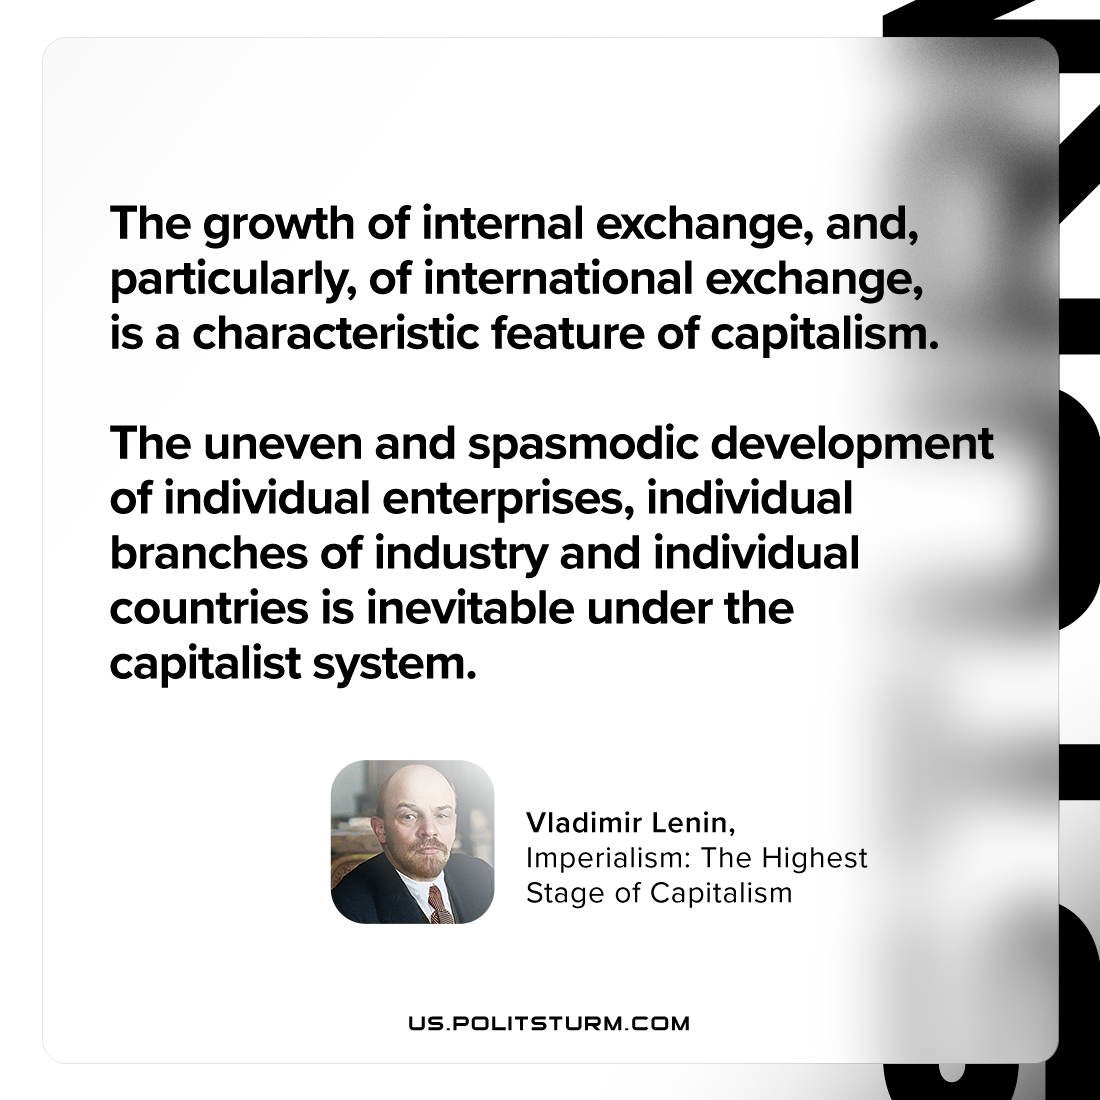 The growth of internal exchange, and,
particularly, of international exchange,
is a characteristic feature of capitalism.
The uneven and spasmodic development
of individual enterprises, individual
branches of industry and individual
countries is inevitable under the
capitalist system.
Vladimir Lenin,
Imperialism: The Highest
Stage of Capitalism
US.POLITSTURM.COM